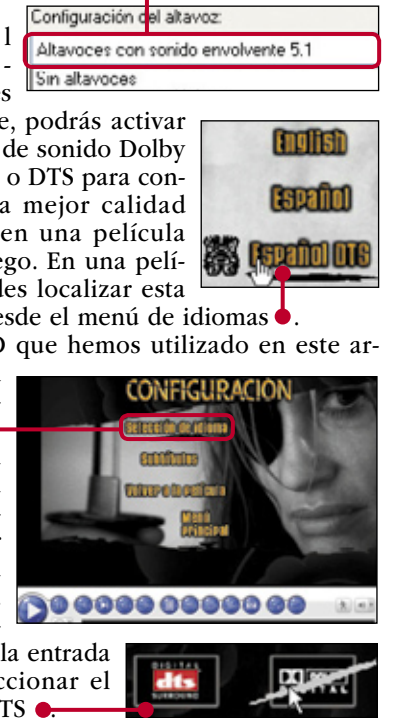 Configuración del altavoz:
Altavoces con sonido envolvente 5.1
Sin altavoces
l
-
es
e, podrás activar
de sonido Dolby
o DTS para con-
a mejor calidad
en una película
ego. En una pelí-
les localizar esta
esde el menú de idiomas
.
English
Español
Español DTS
D que hemos utilizado en este ar-
CONFIGURACIÓN
Selección de idioma
Subtítulos
Volver a la película
Menú
principal
la entrada
ccionar el
TS
.
DIGITAL
dts
SURROUND